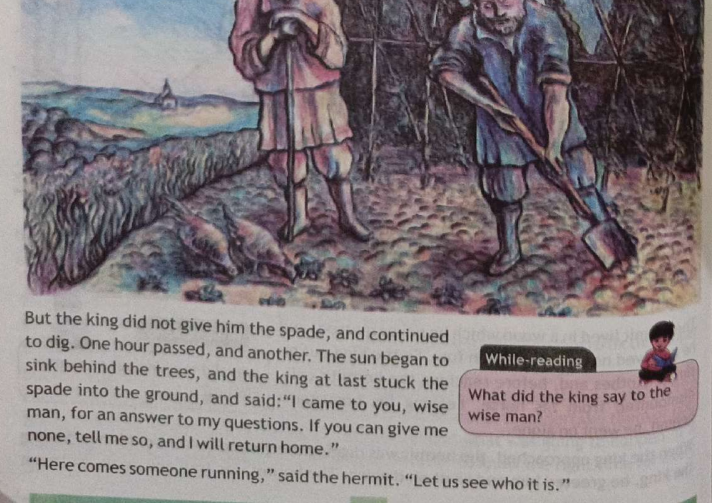 But the king did not give him the spade, and continued
to dig. One hour passed, and another. The sun began to
sink behind the trees, and the king at last stuck the
spade into the ground, and said:“I came to you, wise
man, for an answer to my questions. If you can give me
none, tell me so, and I will return home.”
“Here comes someone running,” said the hermit. “Let us see who it is.”
While-reading
What did the king say to the
wise man?